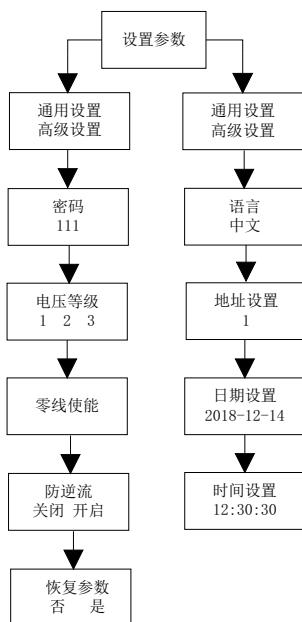 设置参数
通用设置
高级设置
密码
111
电压等级
1 2 3
零线使能
防逆流
关闭 开启
恢复参数
否 是
通用设置
高级设置
语言
中文
地址设置
1
日期设置
2018-12-14
时间设置
12:30:30